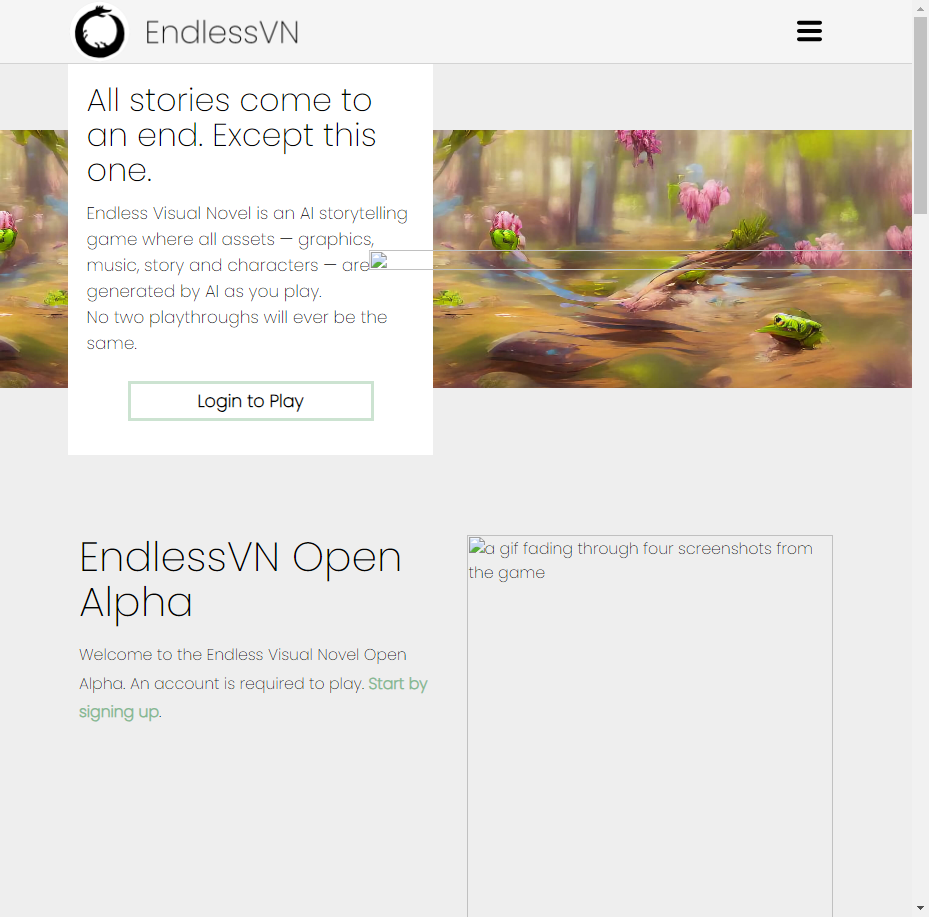 EndlessVN
All stories come to
an end. Except this
one.
Endless Visual Novel is an AI storytelling
game where all assets — graphics,
music, story and characters — are
generated by AI as you play.
No two playthroughs will ever be the
same.
Login to Play
EndlessVN Open
Alpha
Welcome to the Endless Visual Novel Open
Alpha. An account is required to play. Start by
signing up.
a gif fading through four screenshots from
the game